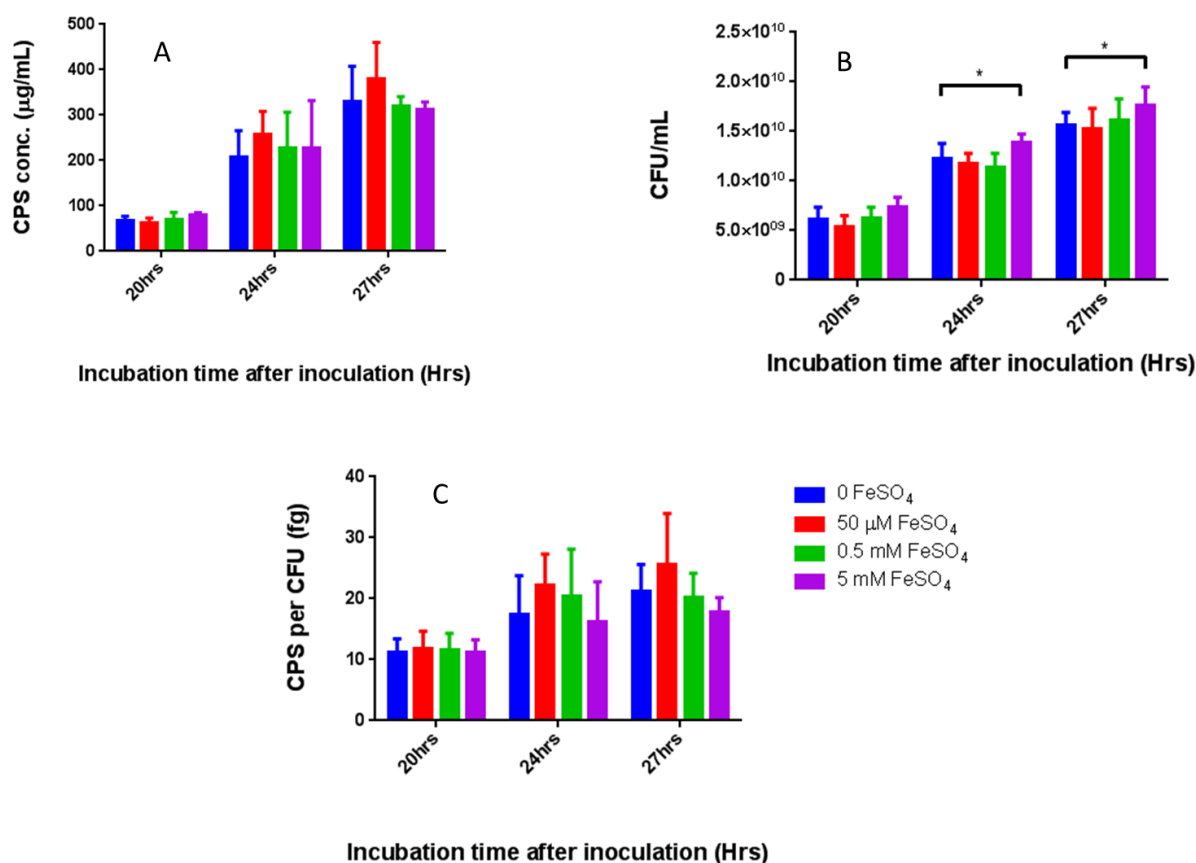 A
CPS conc. (µg/mL)
500
400
300
200
100
0
20hrs
24hrs
27hrs
Incubation time after inoculation (Hrs)
B
CFU/mL
2.5×10¹⁰
2.0×10¹⁰
1.5×10¹⁰
1.0×10¹⁰
5.0×10⁰⁹
0
*
*
20hrs
24hrs
27hrs
Incubation time after inoculation (Hrs)
C
CPS per CFU (fg)
40
30
20
10
0
20hrs
24hrs
27hrs
Incubation time after inoculation (Hrs)
0 FeSO₄
50 µM FeSO₄
0.5 mM FeSO₄
5 mM FeSO₄